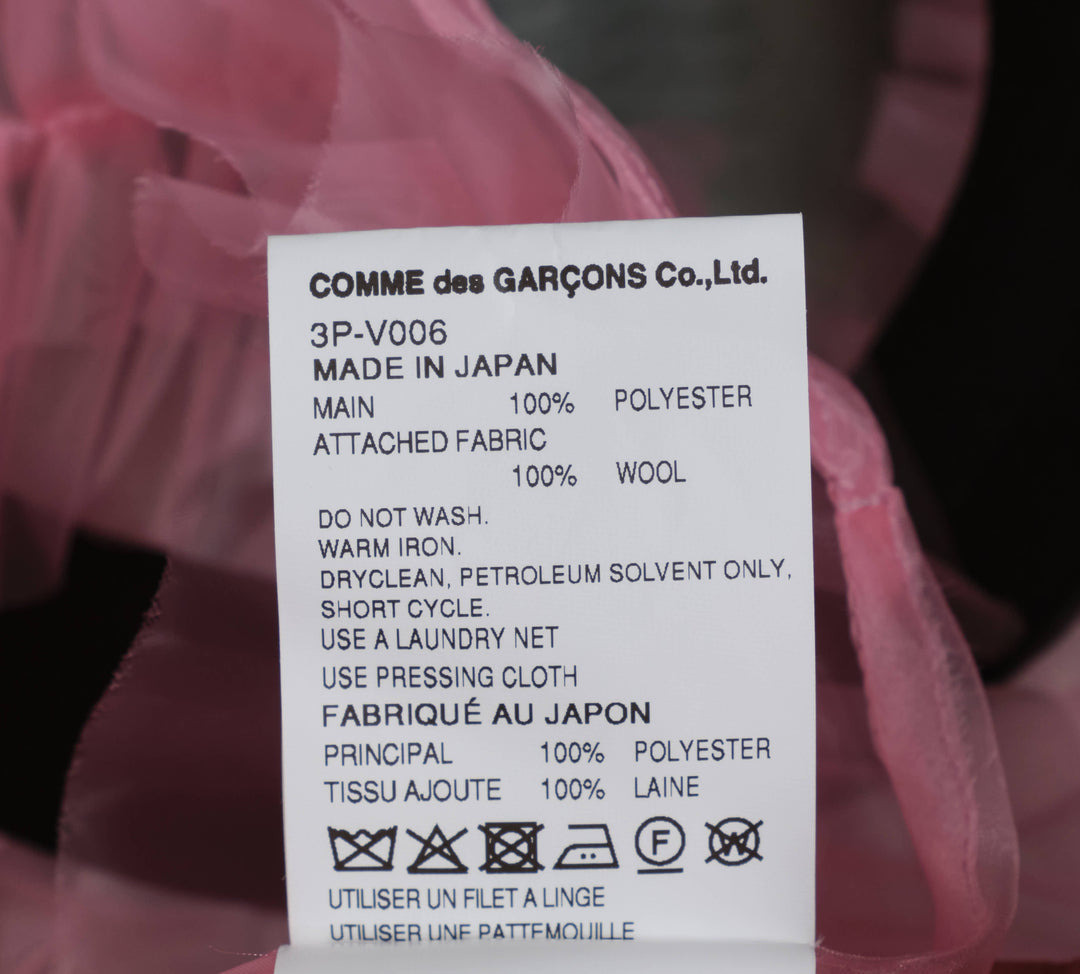 COMME des GARÇONS Co.,Ltd.
3P-V006
MADE IN JAPAN
MAIN 100% POLYESTER
ATTACHED FABRIC
100% WOOL
DO NOT WASH.
WARM IRON.
DRYCLEAN, PETROLEUM SOLVENT ONLY,
SHORT CYCLE.
USE A LAUNDRY NET
USE PRESSING CLOTH
FABRIQUÉ AU JAPON
PRINCIPAL 100% POLYESTER
TISSU AJOUTE 100% LAINE
F W
UTILISER UN FILET A LINGE
UTILISER UNE PATTEMOUILLE